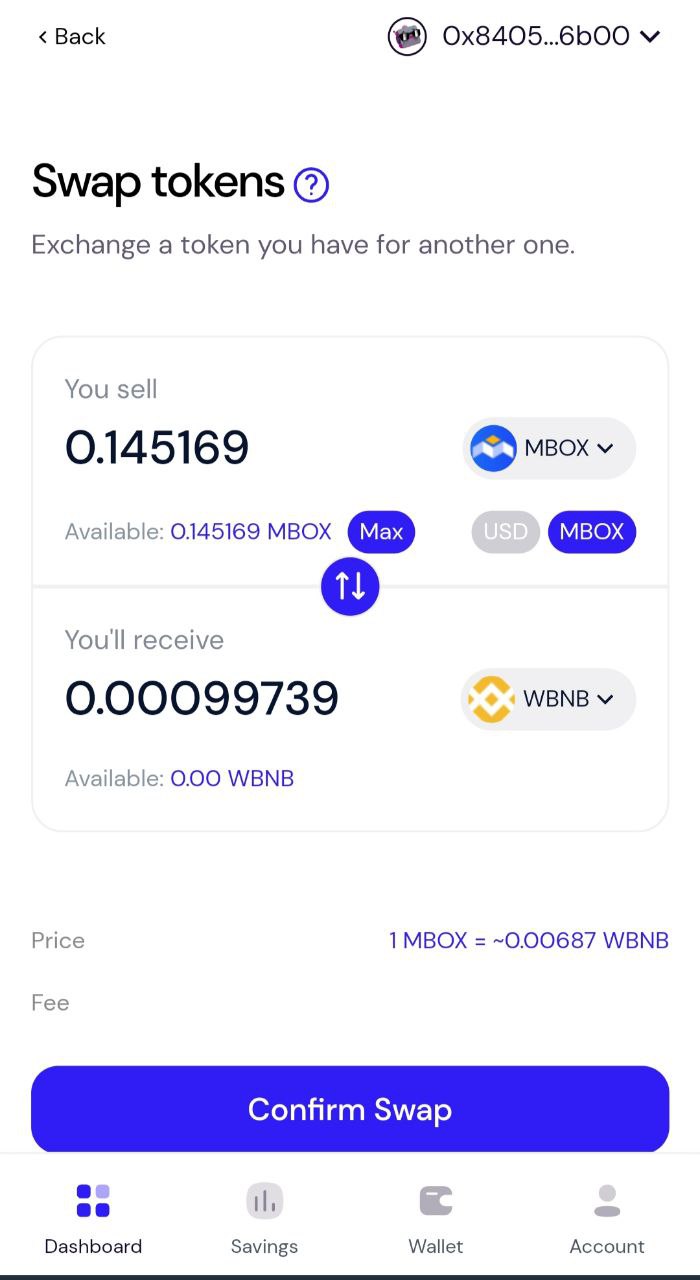 Back
0x8405...6b00
Swap tokens ?
Exchange a token you have for another one.
You sell
0.145169 MBOX
Available: 0.145169 MBOX Max USD MBOX
You'll receive
0.00099739 WBNB
Available: 0.00 WBNB
Price 1 MBOX = ~0.00687 WBNB
Fee
Confirm Swap
Dashboard Savings Wallet Account